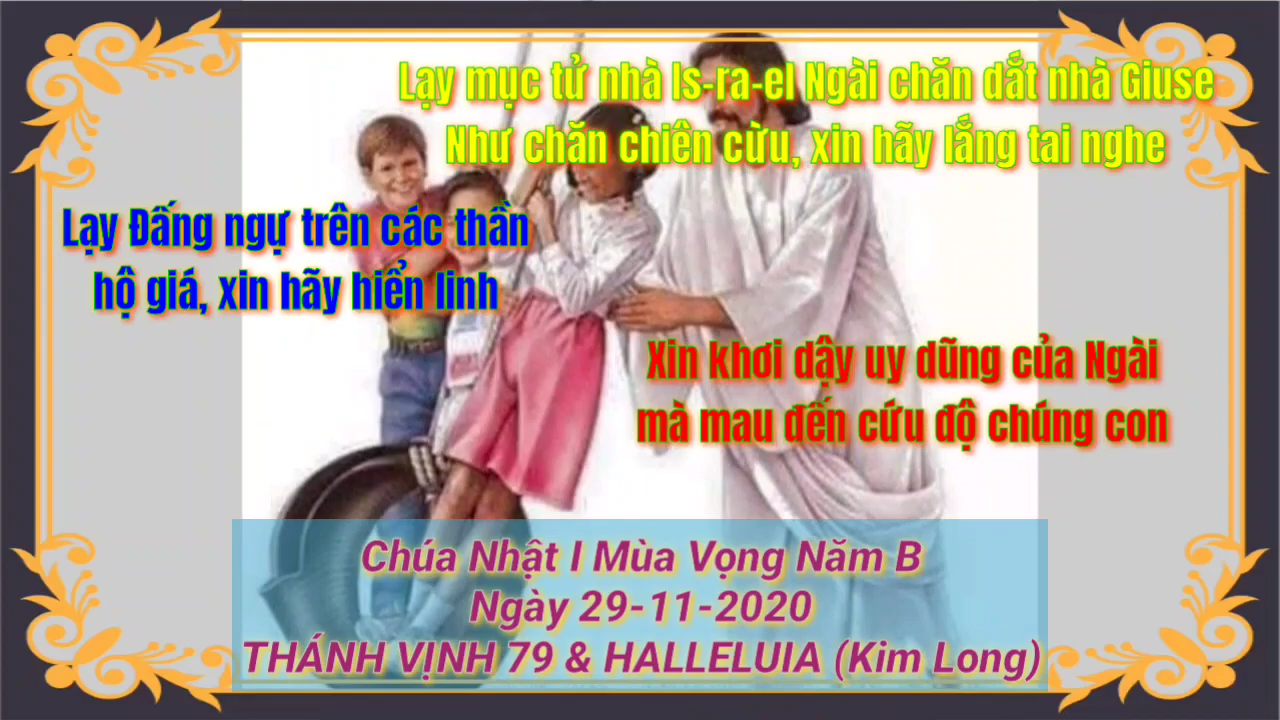 Lạy mục tử nhà Is-ra-el Ngài chăn dắt nhà Giuse
Như chăn chiên cừu, xin hãy lắng tai nghe
Lạy Đấng ngự trên các thần
hộ giá, xin hãy hiển linh
Xin khơi dậy uy dũng của Ngài
mà mau đến cứu độ chúng con
Chúa Nhật I Mùa Vọng Năm B
Ngày 29-11-2020
THÁNH VỊNH 79 & HALLELUIA (Kim Long)